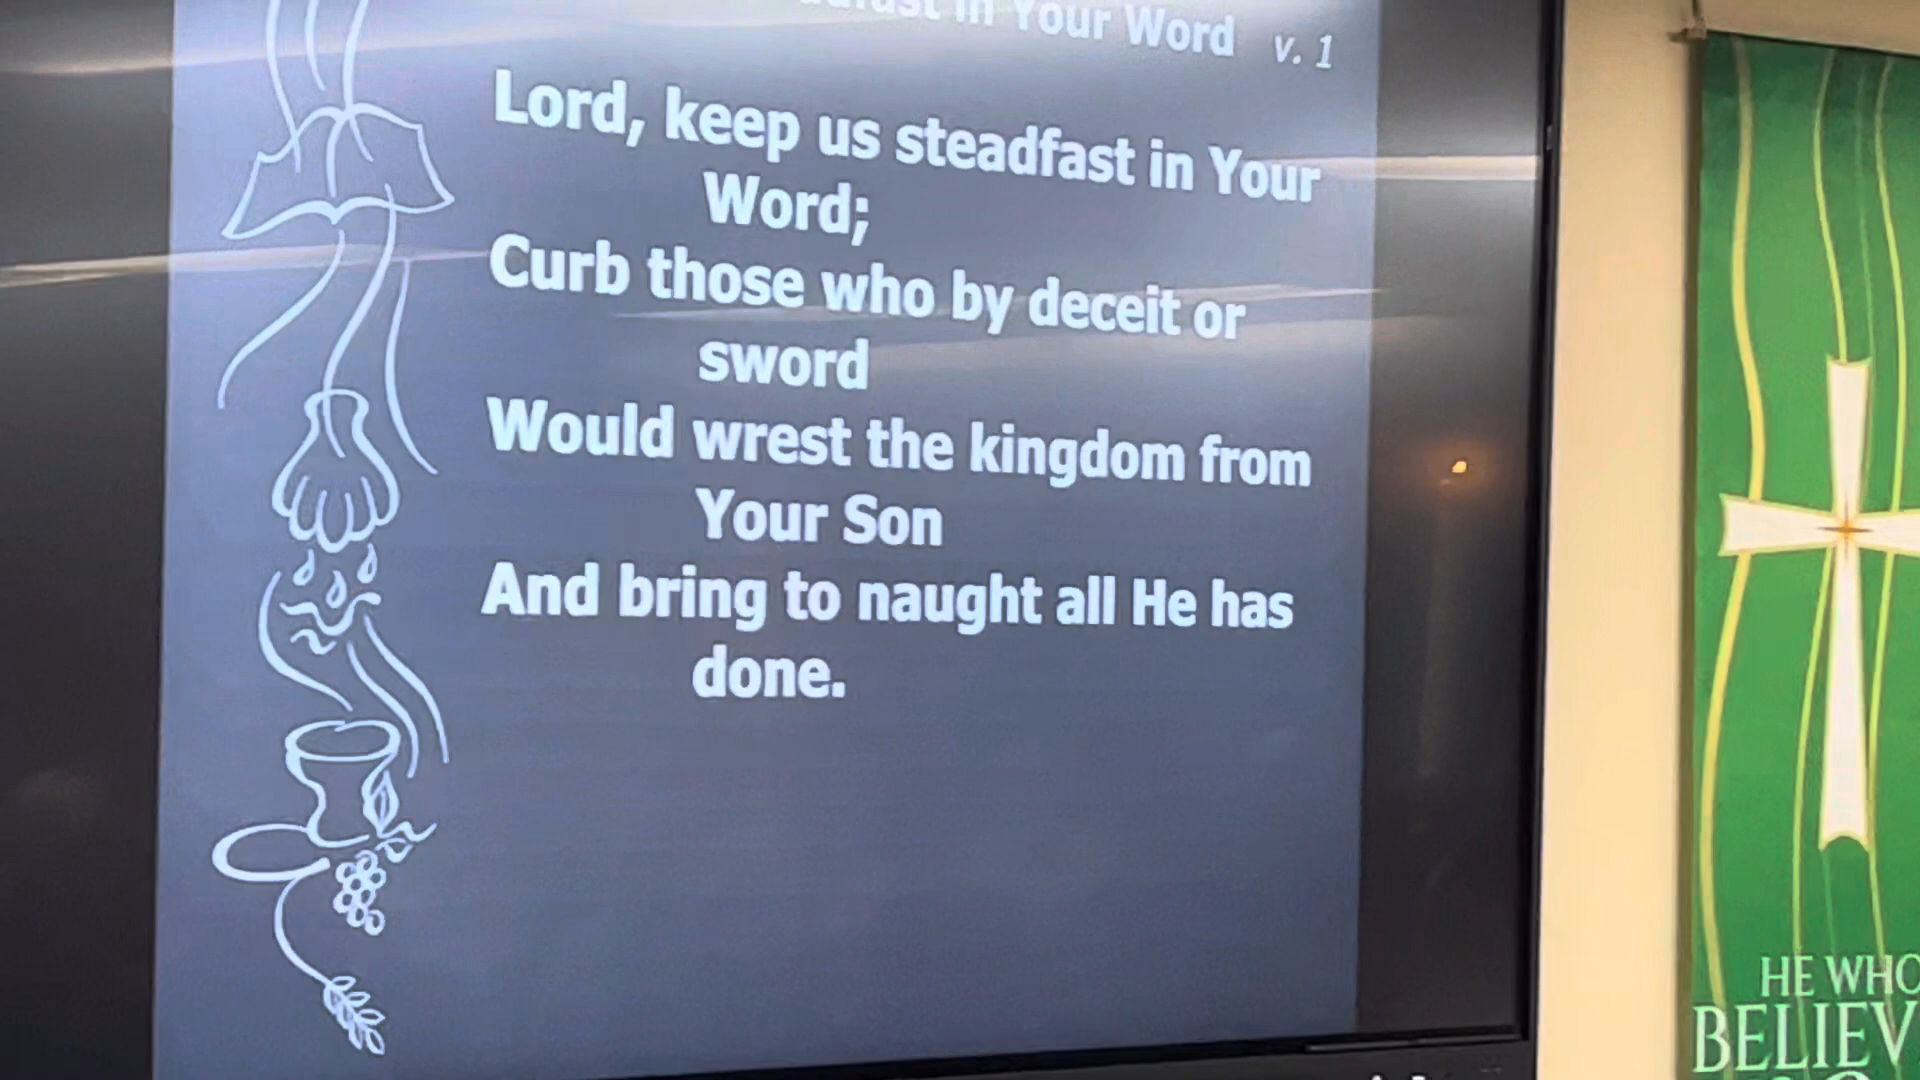 in Your Word v. 1
Lord, keep us steadfast in Your
Word;
Curb those who by deceit or
sword
Would wrest the kingdom from
Your Son
And bring to naught all He has
done.
HE WHO
BELIEV